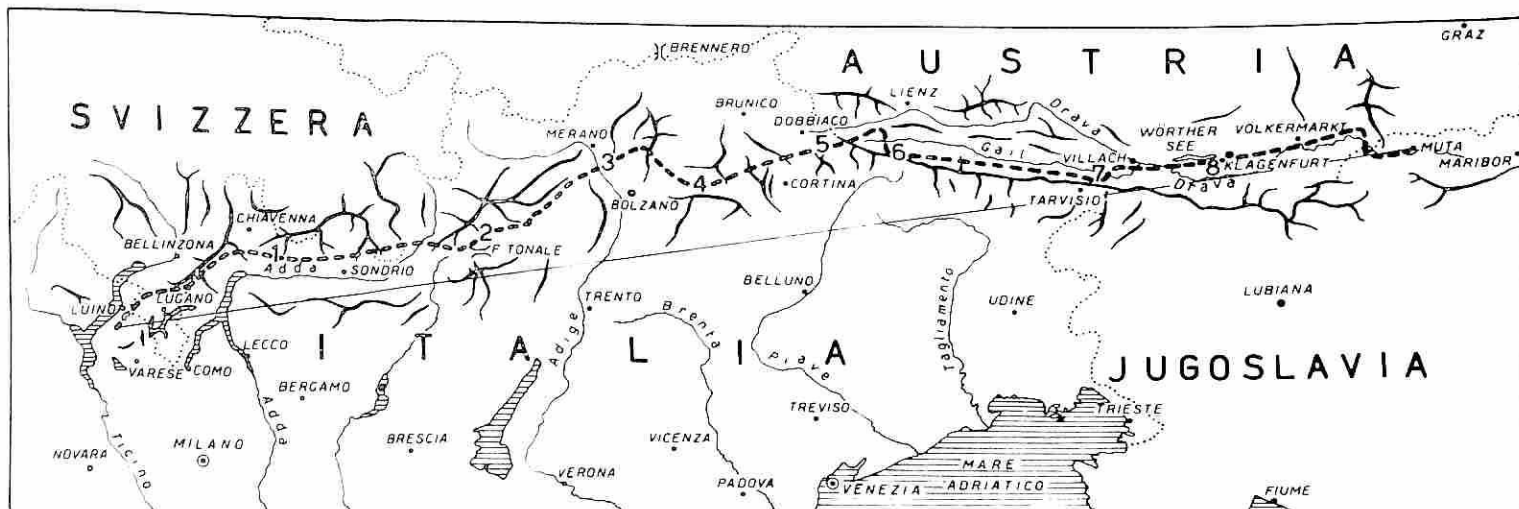 GRÄZ
BRENNERO
AUSTRIA
LIENZ
Drava
BRUNICO
DOBBIACO
SVIZZERA
MERANO
WÖRTHER
SEE
VOLKERMARKT
Gail
VILLACH
MUTA
KLAGENFURT
MARIBOR
Drava
1
2
3
4
5
6
7
8
CORTINA
BOLZANO
TARVISIO
CHIAVENNA
BELLINZONA
P TONALE
Adda
SONDRIO
LUGANO
LUINO
BELLUNO
LUBIANA
TRENTO
Brenta
UDINE
Tagliamento
ITALIA
LECCO
Adige
Piave
JUGOSLAVIA
VARESE
COMO
BERGAMO
Adda
TREVISO
TRIESTE
Ticino
MILANO
BRESCIA
VICENZA
NOVARA
MARE
ADRIATICO
VERONA
PADOVA
VENEZIA
FIUME